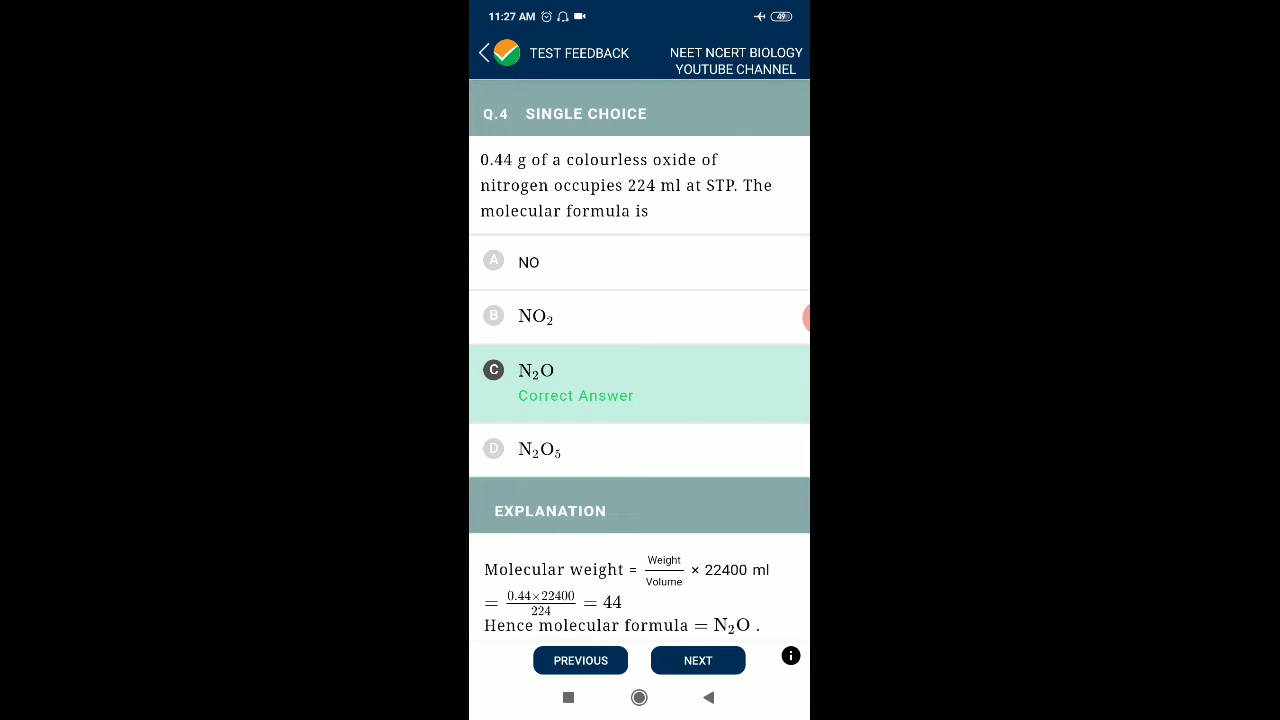 11:27 AM 49
TEST FEEDBACK
NEET NCERT BIOLOGY
YOUTUBE CHANNEL
Q.4 SINGLE CHOICE
0.44 g of a colourless oxide of
nitrogen occupies 224 ml at STP. The
molecular formula is
A NO
B NO₂
C N₂O
Correct Answer
D N₂O₅
EXPLANATION
Molecular weight = Weight/Volume × 22400 ml
= 0.44×22400/224 = 44
Hence molecular formula = N₂O .
PREVIOUS NEXT